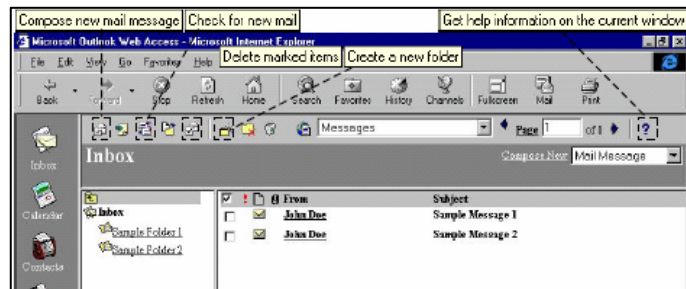 Compose new mail message Check for new mail Get help information on the current window
Microsoft Outlook Web Access - Microsoft Internet Explorer
Delete marked items Create a new folder
File Edit View Go Favorites Help
Back Forward Stop Refresh Home Search Favorites History Channels Fullscreen Mail Print
Messages Page 1 of 1 ?
Inbox
Inbox Compose New Mail Message
! From Subject
Calendar Inbox John Doe Sample Message 1
Sample Folder 1 John Doe Sample Message 2
Sample Folder 2
Contacts